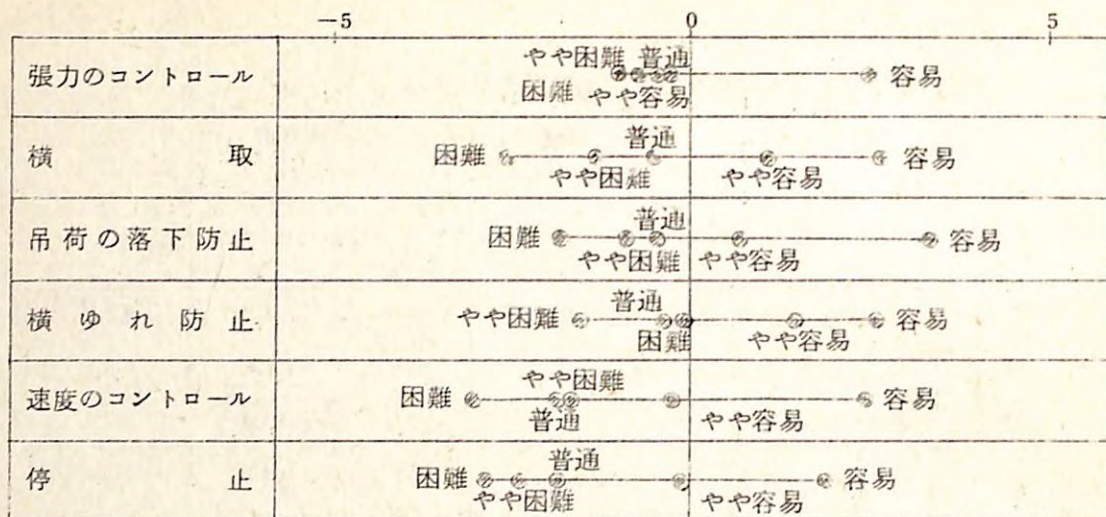 −5 0 5
やや困難 普通
張力のコントロール 容易
困難 やや容易
普通
横取 困難 容易
やや困難 やや容易
普通
吊荷の落下防止 困難 容易
やや困難 やや容易
普通
横ゆれ防止 やや困難 容易
困難 やや容易
やや困難
速度のコントロール 困難 容易
普通 やや容易
普通
停止 困難 容易
やや困難 やや容易